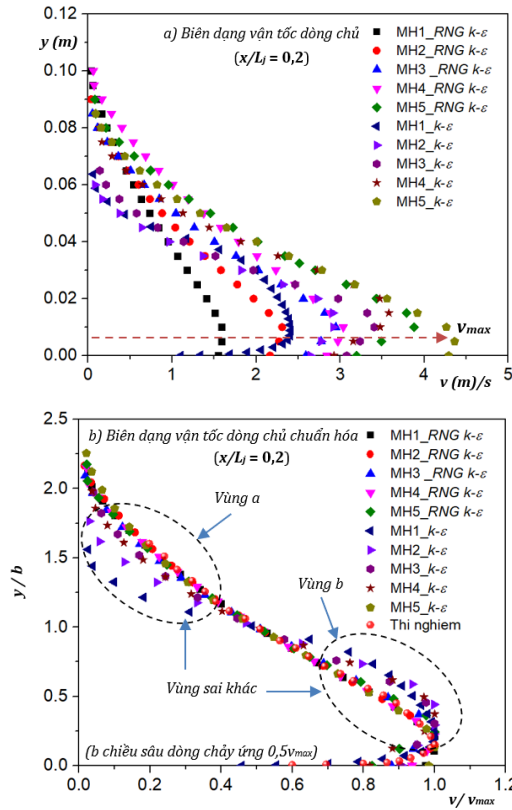 y (m)
a) Biên dạng vận tốc dòng chủ
(x/Lj = 0,2)
MH1_RNG k-ε
MH2_RNG k-ε
MH3 _RNG k-ε
MH4_RNG k-ε
MH5_RNG k-ε
MH1_k-ε
MH2_k-ε
MH3_k-ε
MH4_k-ε
MH5_k-ε
0.10
0.08
0.06
0.04
0.02
0.00
vmax
0 1 2 3 4 5
v (m)/s
b) Biên dạng vận tốc dòng chủ chuẩn hóa
(x/Lj = 0,2)
MH1_RNG k-ε
MH2_RNG k-ε
MH3 _RNG k-ε
MH4_RNG k-ε
MH5_RNG k-ε
MH1_k-ε
MH2_k-ε
MH3_k-ε
MH4_k-ε
MH5_k-ε
Thi nghiem
Vùng a
Vùng b
Vùng sai khác
y / b
2.5
2.0
1.5
1.0
0.5
0.0
(b chiều sâu dòng chảy ứng 0,5vmax)
0.0 0.2 0.4 0.6 0.8 1.0 1.2
v/ vmax